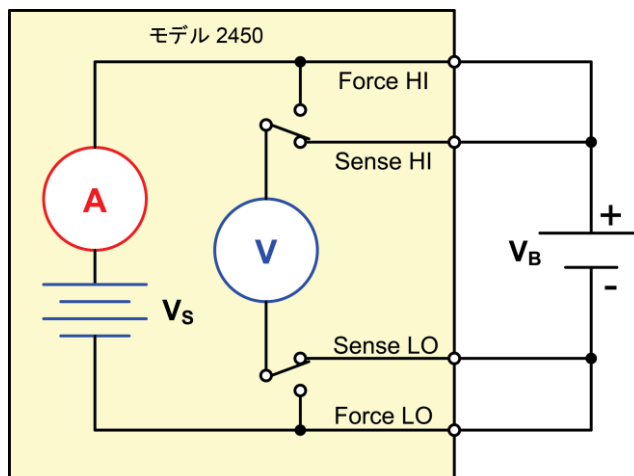 モデル 2450
Force HI
Sense HI
A
V
VS
VB
+
-
Sense LO
Force LO